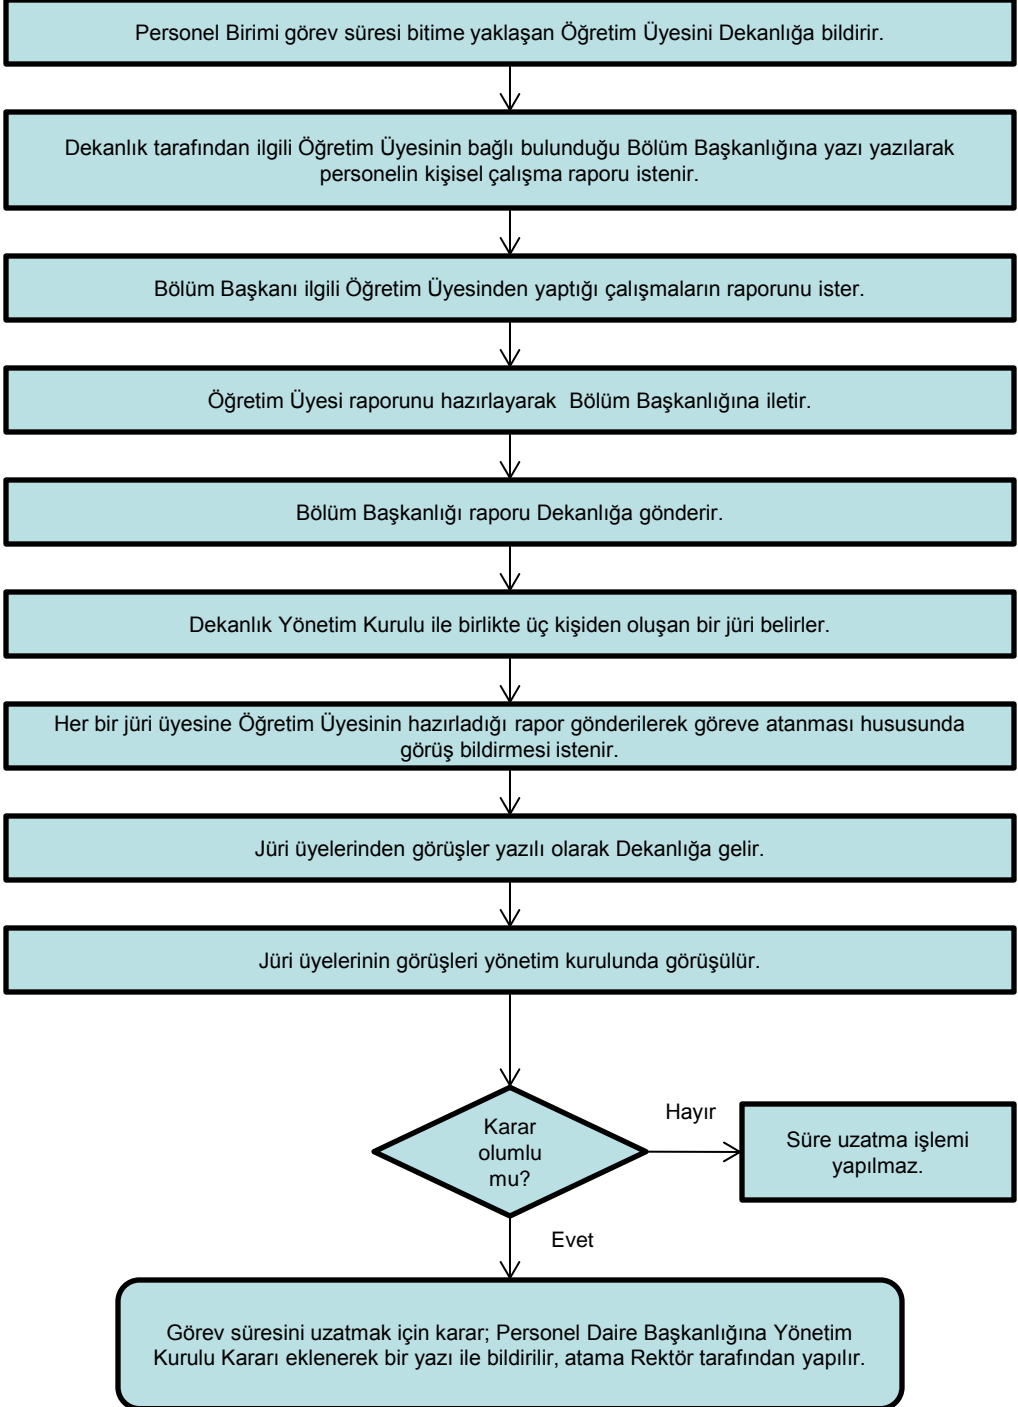 Personel Birimi görev süresi bitime yaklaşan Öğretim Üyesini Dekanlığa bildirir.
Dekanlık tarafından ilgili Öğretim Üyesinin bağlı bulunduğu Bölüm Başkanlığına yazı yazılarak
personelin kişisel çalışma raporu istenir.
Bölüm Başkanı ilgili Öğretim Üyesinden yaptığı çalışmaların raporunu ister.
Öğretim Üyesi raporunu hazırlayarak  Bölüm Başkanlığına iletir.
Bölüm Başkanlığı raporu Dekanlığa gönderir.
Dekanlık Yönetim Kurulu ile birlikte üç kişiden oluşan bir jüri belirler.
Her bir jüri üyesine Öğretim Üyesinin hazırladığı rapor gönderilerek göreve atanması hususunda
görüş bildirmesi istenir.
Jüri üyelerinden görüşler yazılı olarak Dekanlığa gelir.
Jüri üyelerinin görüşleri yönetim kurulunda görüşülür.
Karar
olumlu
mu?
Hayır
Süre uzatma işlemi
yapılmaz.
Evet
Görev süresini uzatmak için karar; Personel Daire Başkanlığına Yönetim
Kurulu Kararı eklenerek bir yazı ile bildirilir, atama Rektör tarafından yapılır.